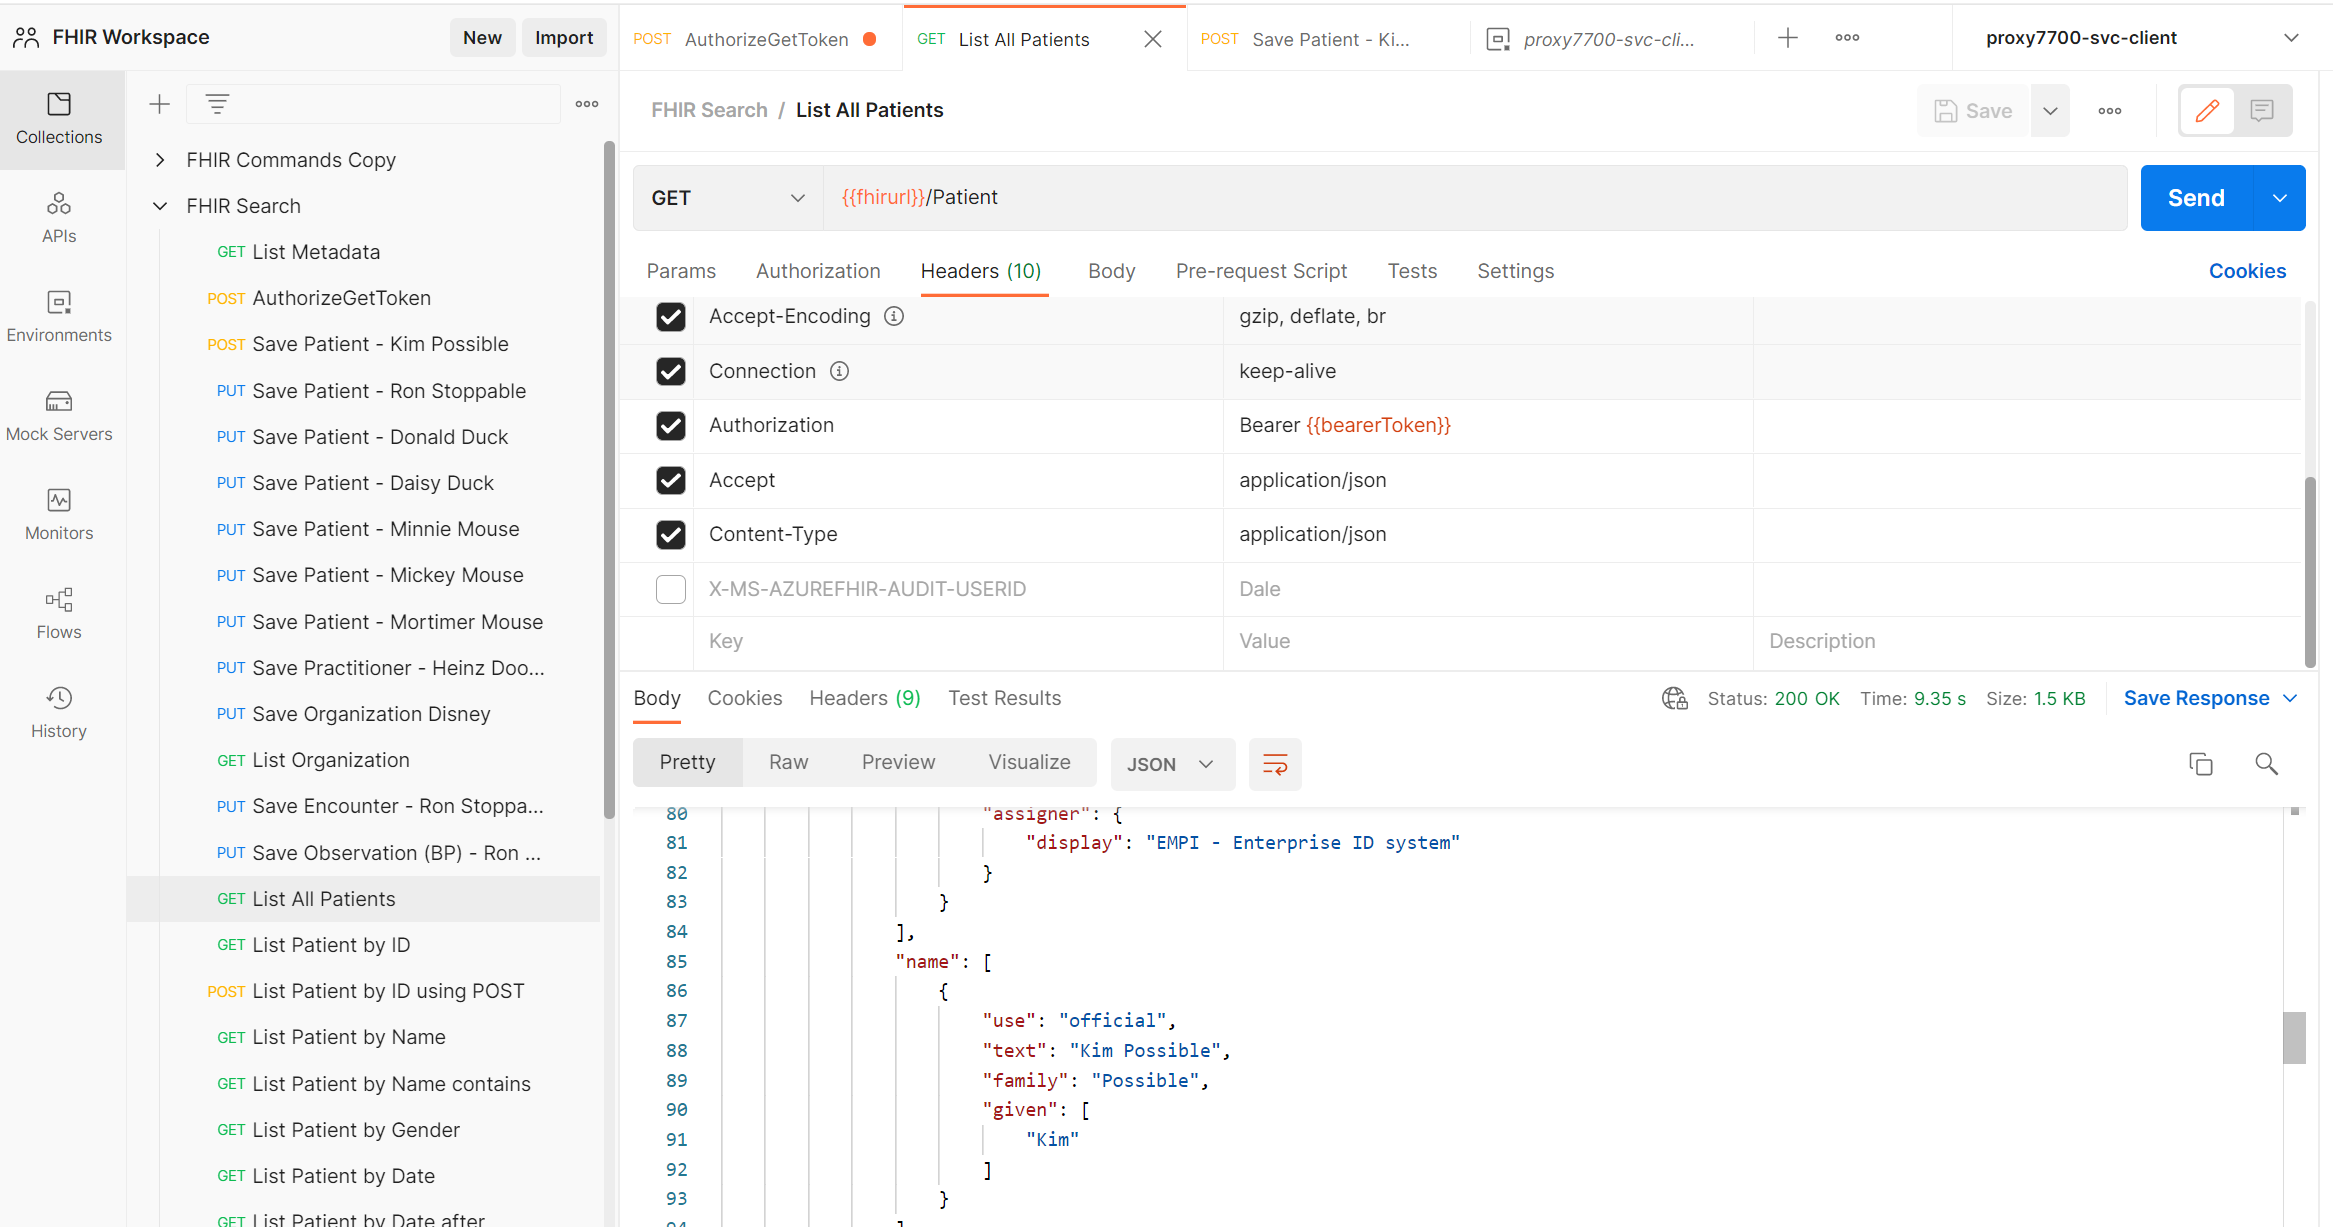 FHIR Workspace
New
Import
POST AuthorizeGetToken
GET List All Patients
POST Save Patient - Ki...
proxy7700-svc-cli...
proxy7700-svc-client
Collections
APIs
Environments
Mock Servers
Monitors
Flows
History
FHIR Commands Copy
FHIR Search
GET List Metadata
POST AuthorizeGetToken
POST Save Patient - Kim Possible
PUT Save Patient - Ron Stoppable
PUT Save Patient - Donald Duck
PUT Save Patient - Daisy Duck
PUT Save Patient - Minnie Mouse
PUT Save Patient - Mickey Mouse
PUT Save Patient - Mortimer Mouse
PUT Save Practitioner - Heinz Doo...
PUT Save Organization Disney
GET List Organization
PUT Save Encounter - Ron Stoppa...
PUT Save Observation (BP) - Ron ...
GET List All Patients
GET List Patient by ID
POST List Patient by ID using POST
GET List Patient by Name
GET List Patient by Name contains
GET List Patient by Gender
GET List Patient by Date
GET List Patient by Date after
FHIR Search / List All Patients
Save
GET {{fhirurl}}/Patient
Send
Params Authorization Headers (10) Body Pre-request Script Tests Settings Cookies
Accept-Encoding gzip, deflate, br
Connection keep-alive
Authorization Bearer {{bearerToken}}
Accept application/json
Content-Type application/json
X-MS-AZUREFHIR-AUDIT-USERID Dale
Key Value Description
Body Cookies Headers (9) Test Results Status: 200 OK Time: 9.35 s Size: 1.5 KB Save Response
Pretty Raw Preview Visualize JSON
80 "assigner": {
81 "display": "EMPI - Enterprise ID system"
82 }
83 }
84 ],
85 "name": [
86 {
87 "use": "official",
88 "text": "Kim Possible",
89 "family": "Possible",
90 "given": [
91 "Kim"
92 ]
93 }
94 ]